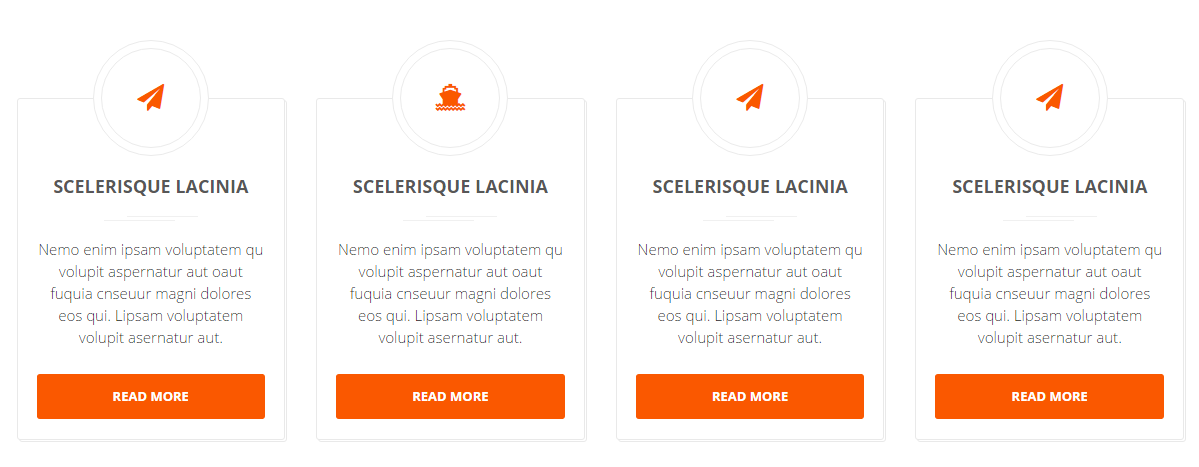 SCELERISQUE LACINIA
Nemo enim ipsam voluptatem qu
volupit aspernatur aut oaut
fuquia cnseuur magni dolores
eos qui. Lipsam voluptatem
volupit asernatur aut.
READ MORE
SCELERISQUE LACINIA
Nemo enim ipsam voluptatem qu
volupit aspernatur aut oaut
fuquia cnseuur magni dolores
eos qui. Lipsam voluptatem
volupit asernatur aut.
READ MORE
SCELERISQUE LACINIA
Nemo enim ipsam voluptatem qu
volupit aspernatur aut oaut
fuquia cnseuur magni dolores
eos qui. Lipsam voluptatem
volupit asernatur aut.
READ MORE
SCELERISQUE LACINIA
Nemo enim ipsam voluptatem qu
volupit aspernatur aut oaut
fuquia cnseuur magni dolores
eos qui. Lipsam voluptatem
volupit asernatur aut.
READ MORE